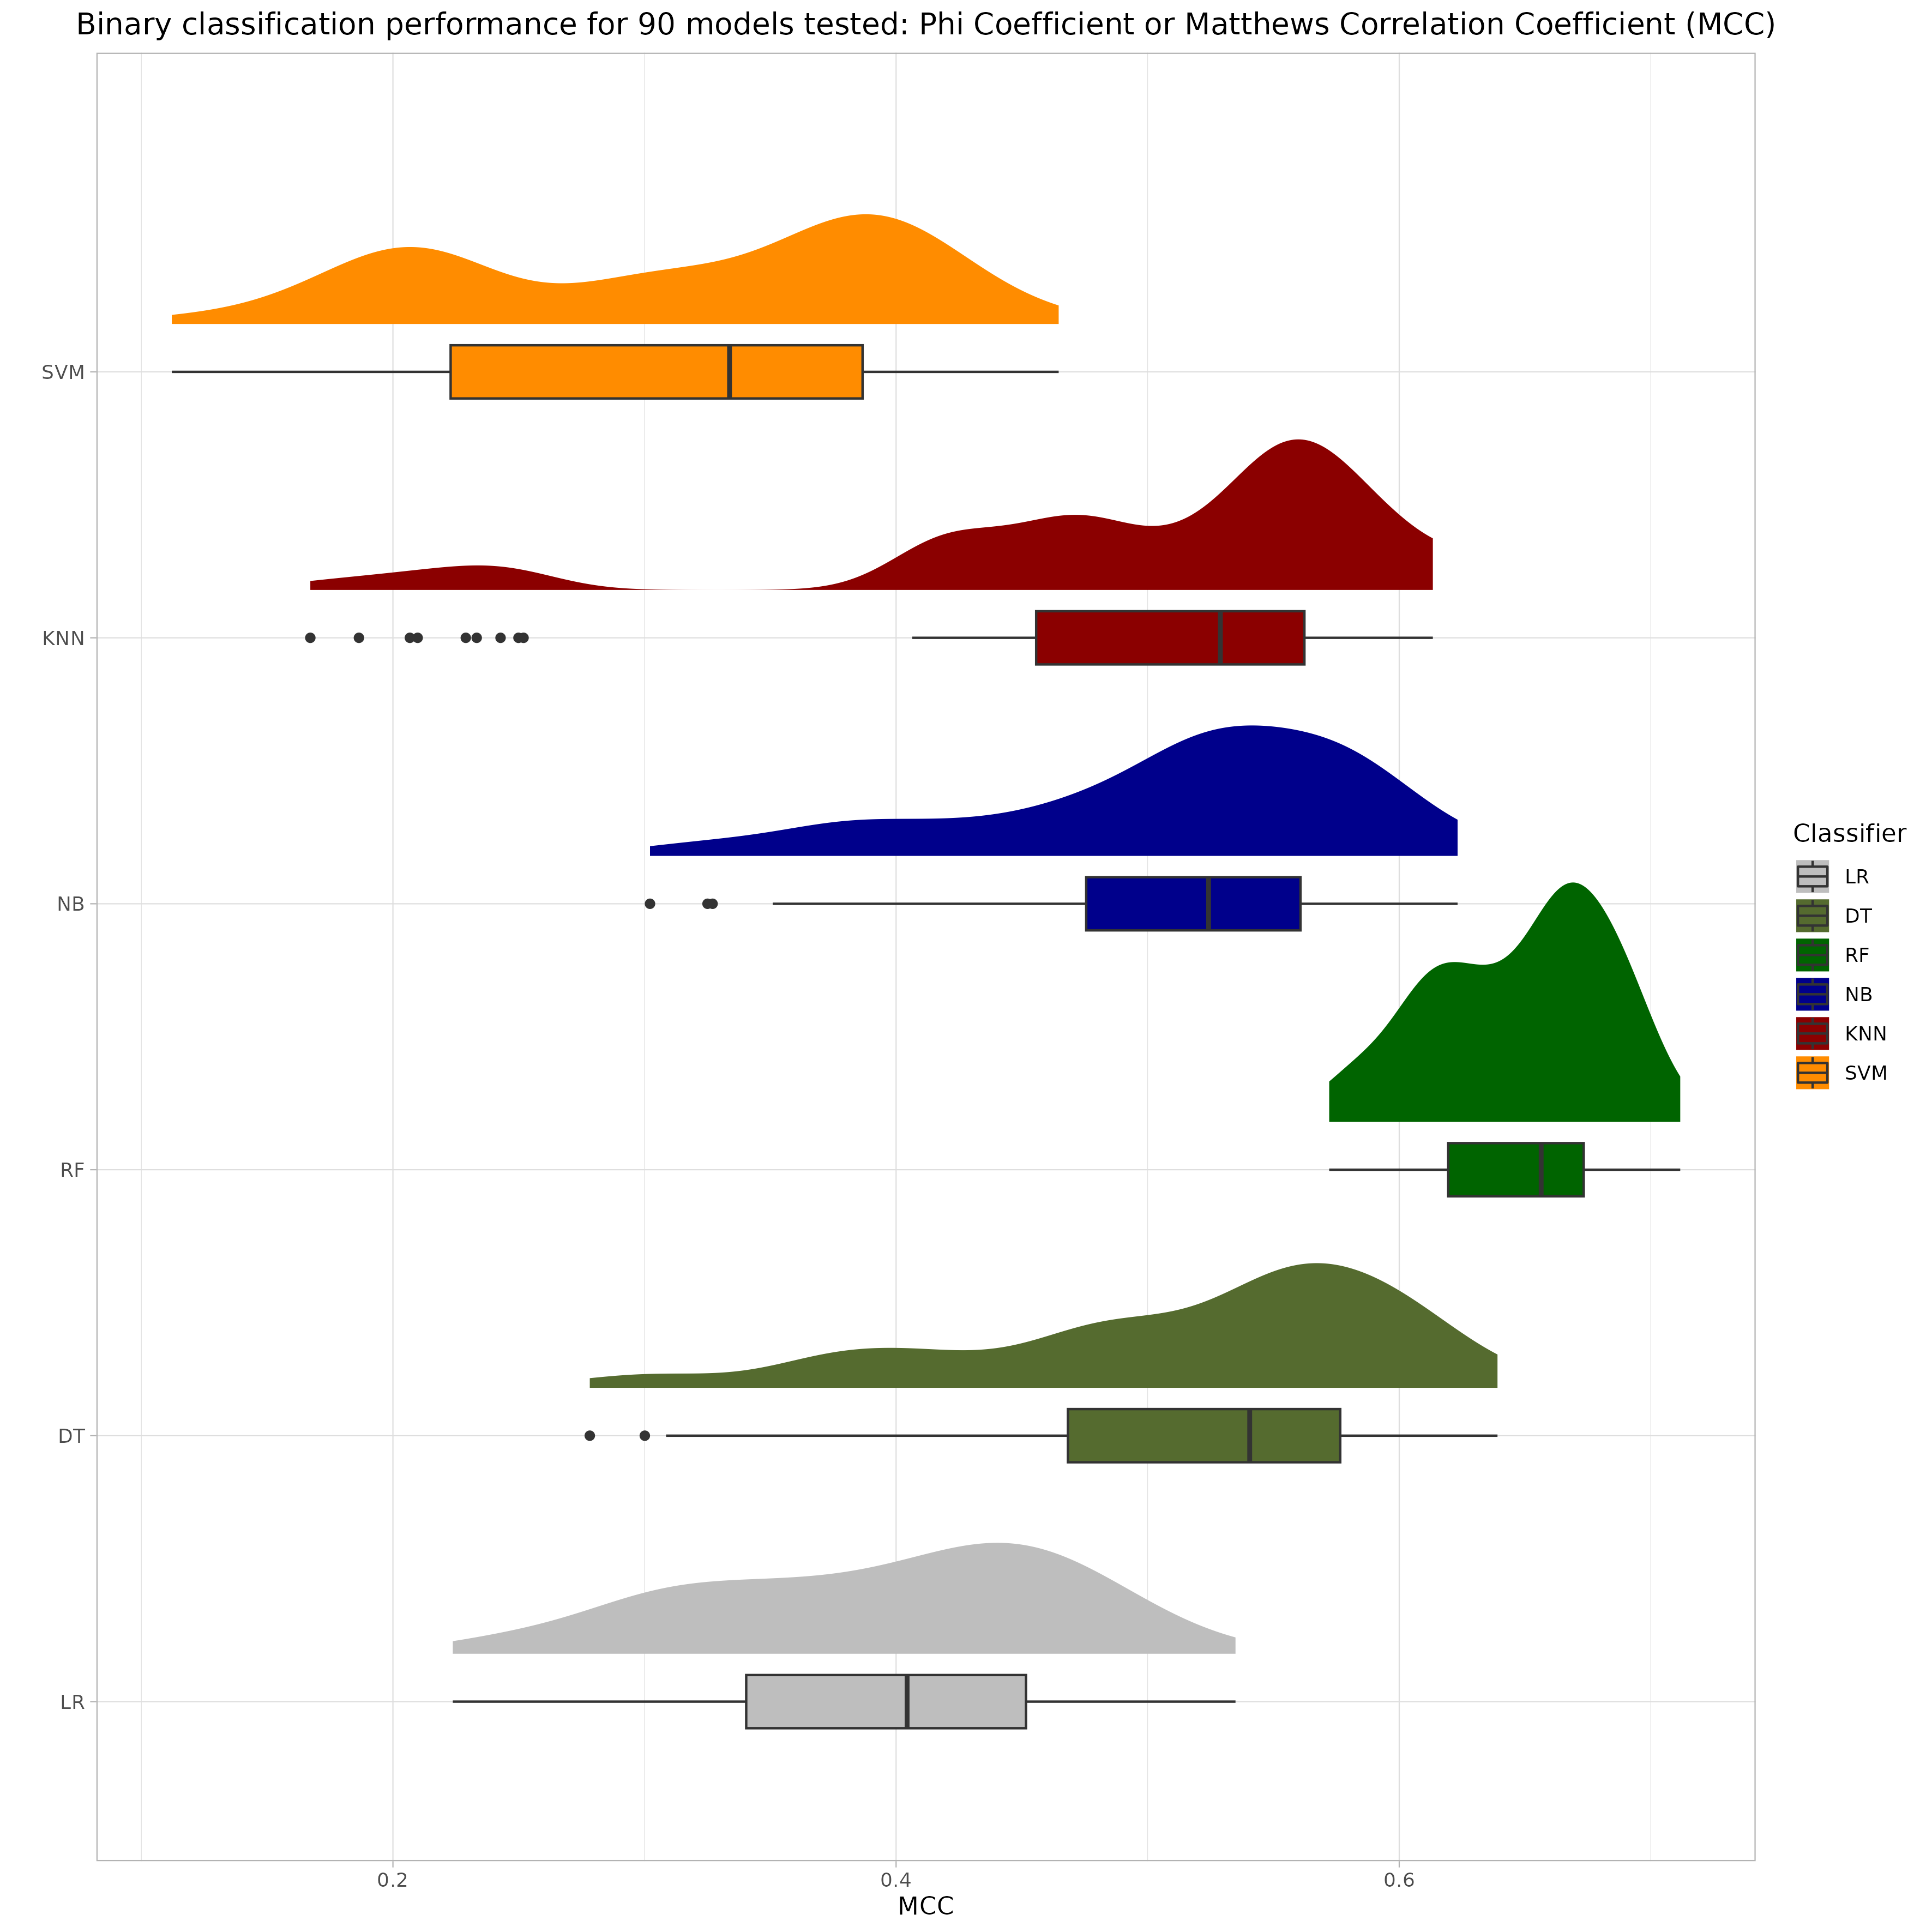 Binary classification performance for 90 models tested: Phi Coefficient or Matthews Correlation Coefficient (MCC)
SVM
KNN
NB
RF
DT
LR
0.2
0.4
0.6
MCC
Classifier
LR
DT
RF
NB
KNN
SVM